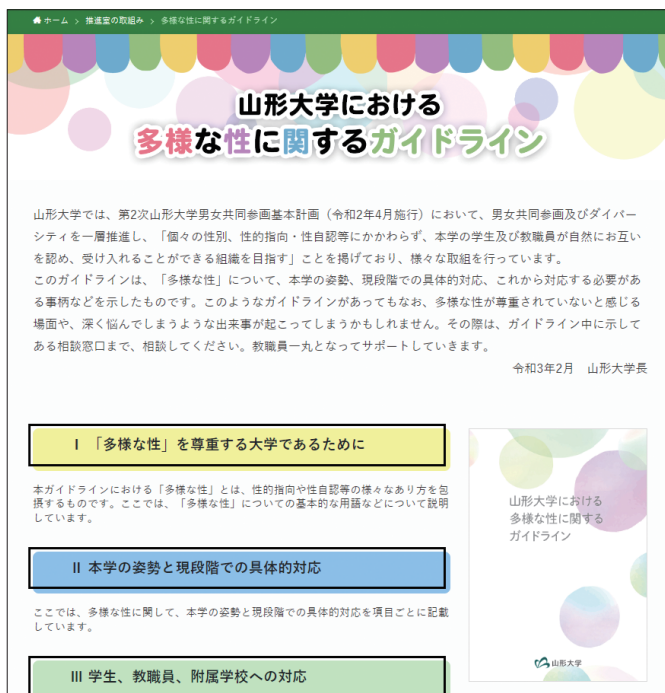 ホーム > 推進室の取組み > 多様な性に関するガイドライン
山形大学における
多様な性に関するガイドライン
山形大学では、第2次山形大学男女共同参画基本計画（令和2年4月施行）において、男女共同参画及びダイバー
シティを一層推進し、「個々の性別、性的指向・性自認等にかかわらず、本学の学生及び教職員が自然にお互い
を認め、受け入れることができる組織を目指す」ことを掲げており、様々な取組を行っています。
このガイドラインは、「多様な性」について、本学の姿勢、現段階での具体的対応、これから対応する必要があ
る事柄などを示したものです。このようなガイドラインがあってもなお、多様な性が尊重されていないと感じる
場面や、深く悩んでしまうような出来事が起こってしまうかもしれません。その際は、ガイドライン中に示して
ある相談窓口まで、相談してください。教職員一丸となってサポートしていきます。
令和3年2月　山形大学長
Ⅰ 「多様な性」を尊重する大学であるために
本ガイドラインにおける「多様な性」とは、性的指向や性自認等の様々なあり方を包
摂するものです。ここでは、「多様な性」についての基本的な用語などについて説明
しています。
Ⅱ 本学の姿勢と現段階での具体的対応
ここでは、多様な性に関して、本学の姿勢と現段階での具体的対応を項目ごとに記載
しています。
Ⅲ 学生、教職員、附属学校への対応
山形大学における
多様な性に関する
ガイドライン
山形大学